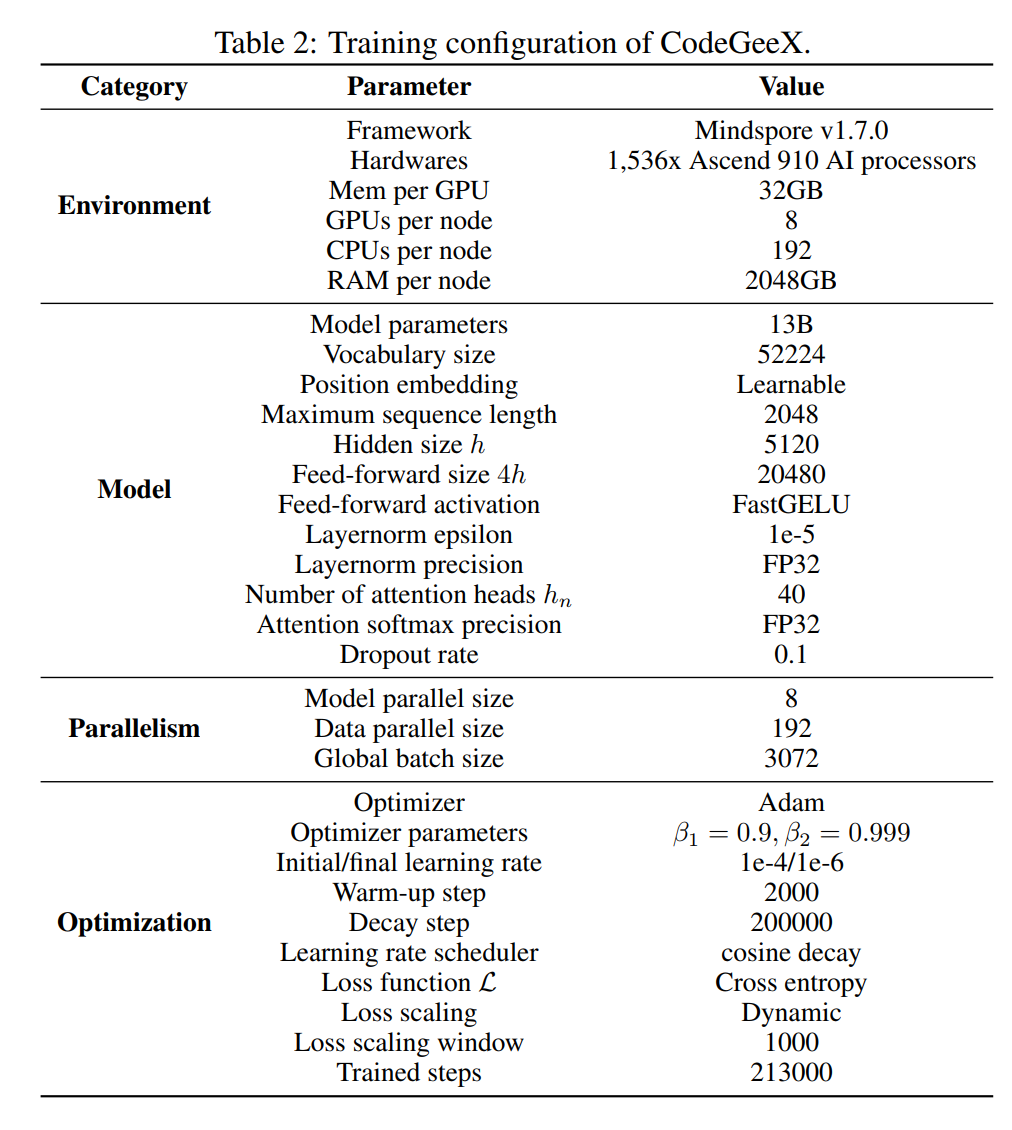 Table 2: Training configuration of CodeGeeX.
Category Parameter Value
Environment
Framework Mindspore v1.7.0
Hardwares 1,536x Ascend 910 AI processors
Mem per GPU 32GB
GPUs per node 8
CPUs per node 192
RAM per node 2048GB
Model
Model parameters 13B
Vocabulary size 52224
Position embedding Learnable
Maximum sequence length 2048
Hidden size h 5120
Feed-forward size 4h 20480
Feed-forward activation FastGELU
Layernorm epsilon 1e-5
Layernorm precision FP32
Number of attention heads hₙ 40
Attention softmax precision FP32
Dropout rate 0.1
Parallelism
Model parallel size 8
Data parallel size 192
Global batch size 3072
Optimization
Optimizer Adam
Optimizer parameters β₁ = 0.9, β₂ = 0.999
Initial/final learning rate 1e-4/1e-6
Warm-up step 2000
Decay step 200000
Learning rate scheduler cosine decay
Loss function ℒ Cross entropy
Loss scaling Dynamic
Loss scaling window 1000
Trained steps 213000